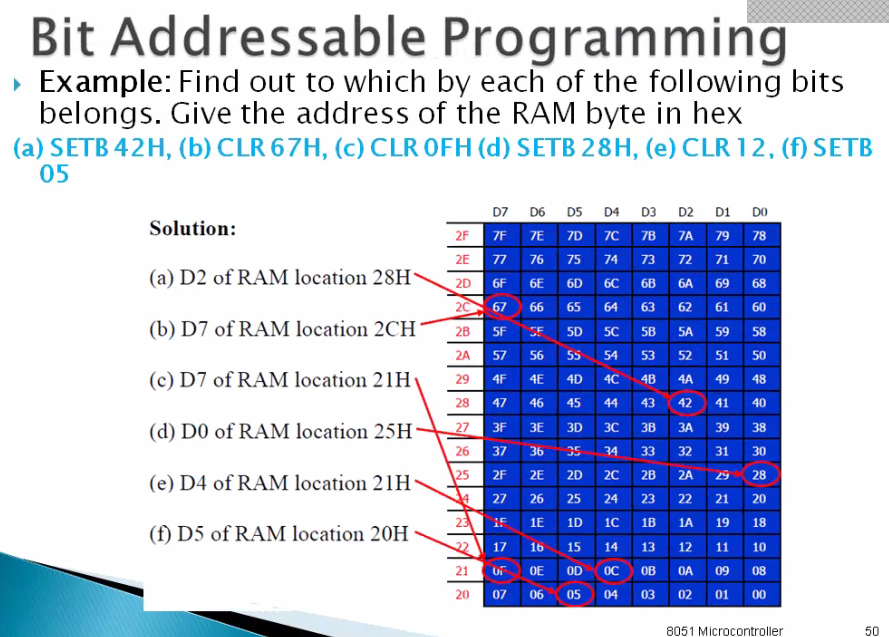 Bit Addressable Programming
Example: Find out to which by each of the following bits
belongs. Give the address of the RAM byte in hex
(a) SETB 42H, (b) CLR 67H, (c) CLR 0FH (d) SETB 28H, (e) CLR 12, (f) SETB
05
Solution:
(a) D2 of RAM location 28H
(b) D7 of RAM location 2CH
(c) D7 of RAM location 21H
(d) D0 of RAM location 25H
(e) D4 of RAM location 21H
(f) D5 of RAM location 20H
D7 D6 D5 D4 D3 D2 D1 D0
2F 7F 7E 7D 7C 7B 7A 79 78
2E 77 76 75 74 73 72 71 70
2D 6F 6E 6D 6C 6B 6A 69 68
2C 67 66 65 64 63 62 61 60
2B 5F 5E 5D 5C 5B 5A 59 58
2A 57 56 55 54 53 52 51 50
29 4F 4E 4D 4C 4B 4A 49 48
28 47 46 45 44 43 42 41 40
27 3F 3E 3D 3C 3B 3A 39 38
26 37 36 35 34 33 32 31 30
25 2F 2E 2D 2C 2B 2A 29 28
24 27 26 25 24 23 22 21 20
23 1F 1E 1D 1C 1B 1A 19 18
22 17 16 15 14 13 12 11 10
21 0F 0E 0D 0C 0B 0A 09 08
20 07 06 05 04 03 02 01 00
8051 Microcontroller 50